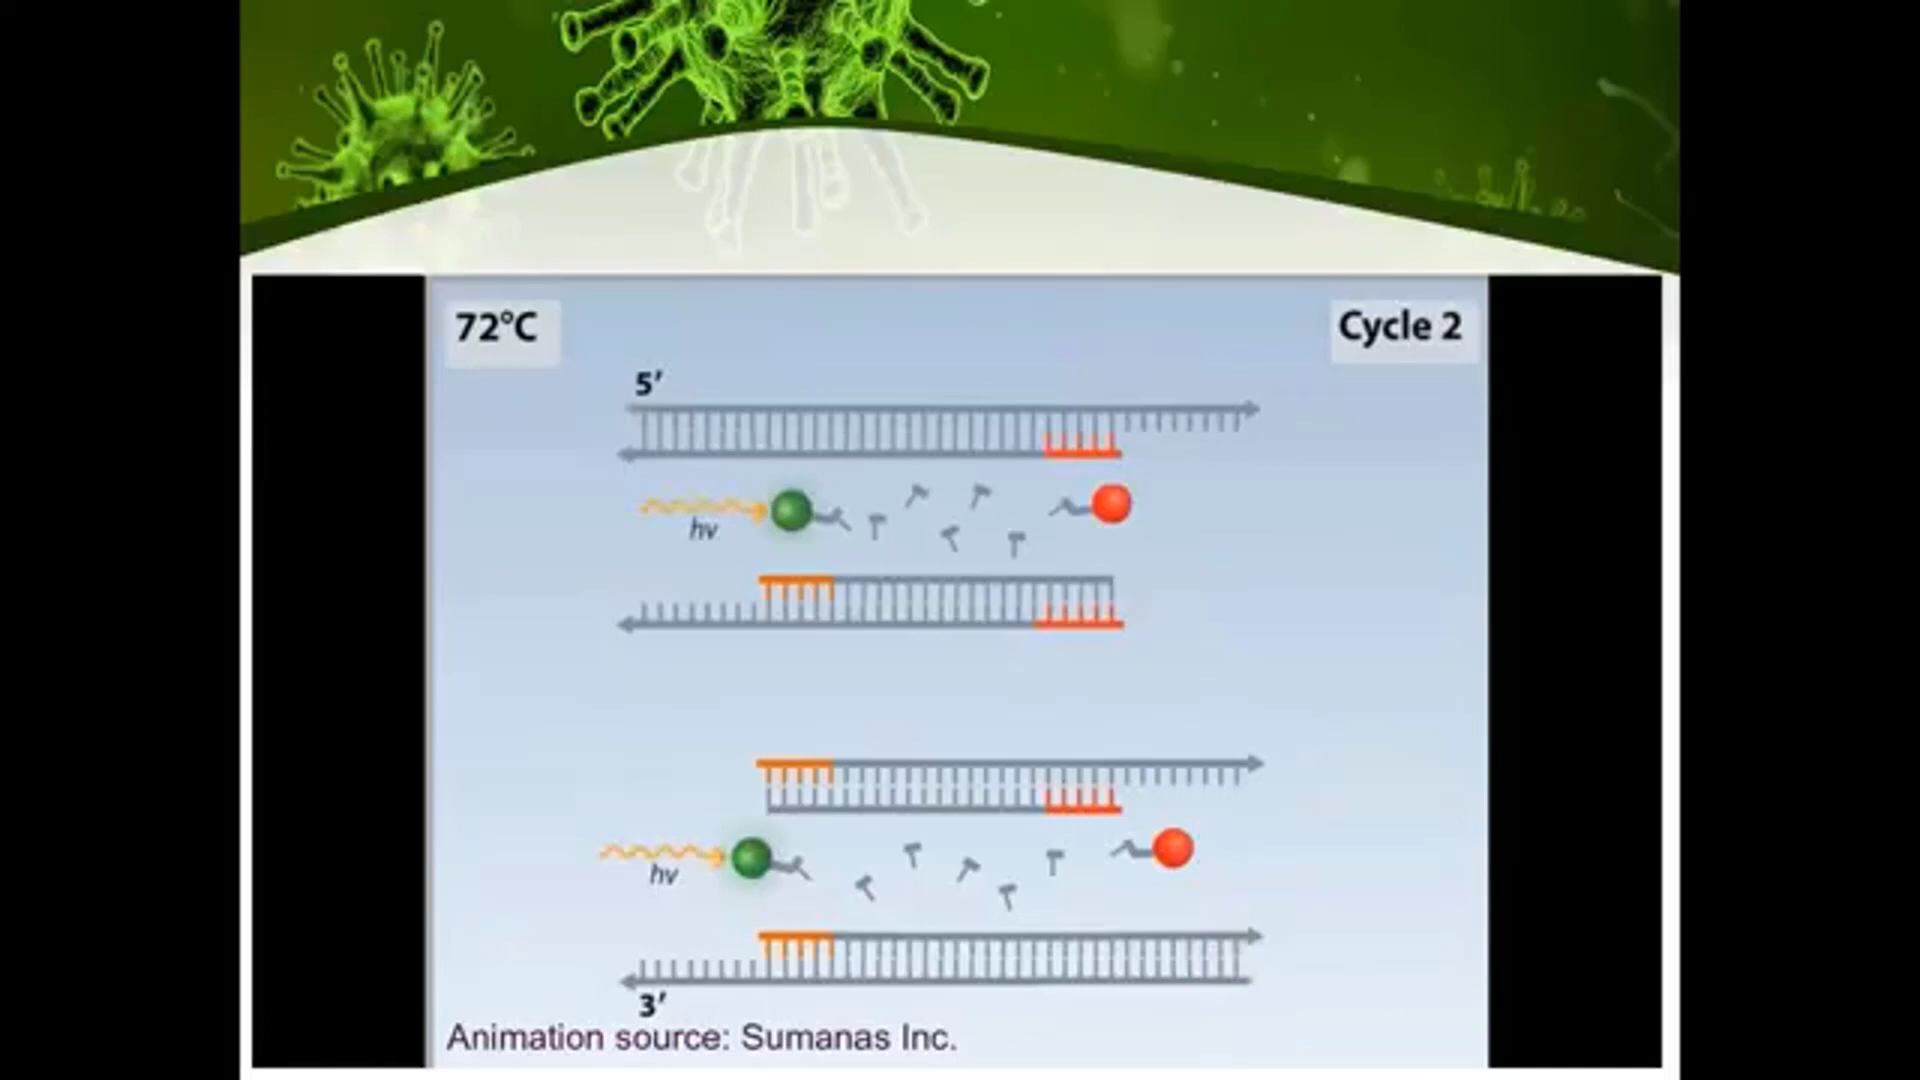 72°C
Cycle 2
5′
hv
hv
3′
Animation source: Sumanas Inc.